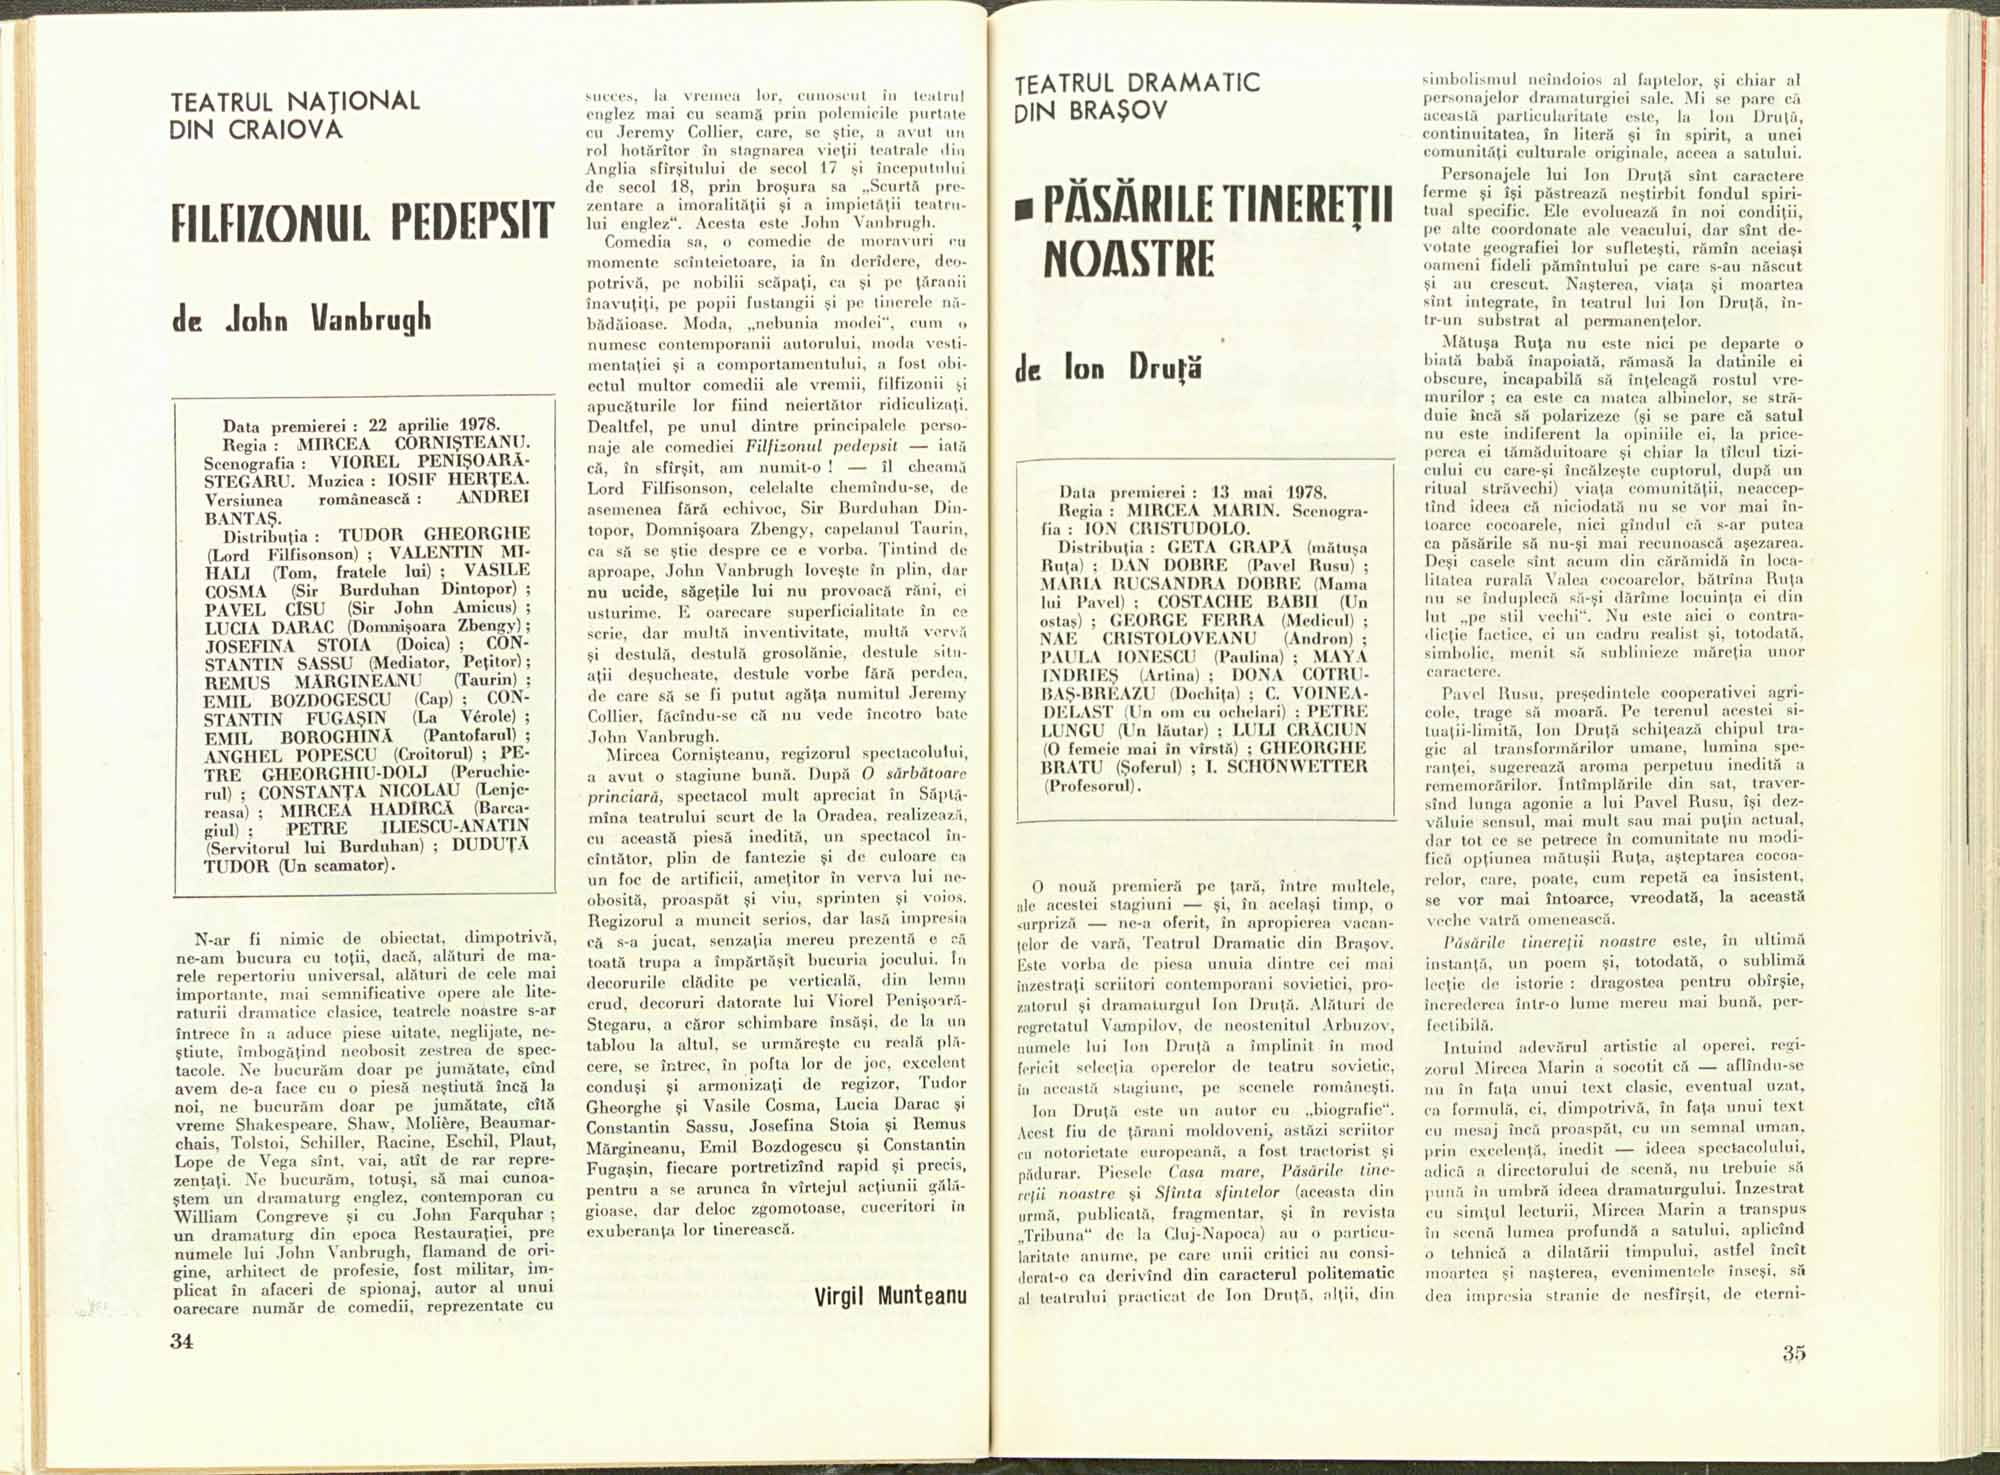 TEATRUL NAȚIONAL
DIN CRAIOVA
FILFIZONUL PEDEPSIT
de John Vanbrugh
Data premierei : 22 aprilie 1978.
Regia : MIRCEA CORNIȘTEANU.
Scenografia : VIOREL PENIȘOARĂ-
STEGARU. Muzica : IOSIF HERȚEA.
Versiunea românească : ANDREI
BANTAȘ.
Distribuția : TUDOR GHEORGHE
(Lord Filfisonson) ; VALENTIN MI-
HALI (Tom, fratele lui) ; VASILE
COSMA (Sir Burduhan Dintopor) ;
PAVEL CISU (Sir John Amicus) ;
LUCIA DARAC (Domnișoara Zbengy) ;
JOSEFINA STOIA (Doica) ; CON-
STANTIN SASSU (Mediator, Pețitor) ;
REMUS MĂRGINEANU (Taurin) ;
EMIL BOZDOGESCU (Cap) ; CON-
STANTIN FUGAȘIN (La Vérole) ;
EMIL BOROGHINĂ (Pantofarul) ;
ANGHEL POPESCU (Croitorul) ; PE-
TRE GHEORGHIU-DOLJ (Peruchie-
rul) ; CONSTANȚA NICOLAU (Lenje-
reasa) ; MIRCEA HADÎRCĂ (Barca-
giul) ; PETRE ILIESCU-ANATIN
(Servitorul lui Burduhan) ; DUDUȚĂ
TUDOR (Un scamator).
N-ar fi nimic de obiectat, dimpotrivă,
ne-am bucura cu toții, dacă, alături de ma-
rele repertoriu universal, alături de cele mai
importante, mai semnificative opere ale lite-
raturii dramatice clasice, teatrele noastre s-ar
întrece în a aduce piese uitate, neglijate, ne-
știute, îmbogățind neobosit zestrea de spec-
tacole. Ne bucurăm doar pe jumătate, cînd
avem de-a face cu o piesă neștiută încă la
noi, ne bucurăm doar pe jumătate, cîtă
vreme Shakespeare, Shaw, Molière, Beaumar-
chais, Tolstoi, Schiller, Racine, Eschil, Plaut,
Lope de Vega sînt, vai, atît de rar repre-
zentați. Ne bucurăm, totuși, să mai cunoa-
ștem un dramaturg englez, contemporan cu
William Congreve și cu John Farquhar ;
un dramaturg din epoca Restaurației, pre
numele lui John Vanbrugh, flamand de ori-
gine, arhitect de profesie, fost militar, im-
plicat în afaceri de spionaj, autor al unui
oarecare număr de comedii, reprezentate cu
34
succes, la vremea lor, cunoscut în teatrul
englez mai cu seamă prin polemicile purtate
cu Jeremy Collier, care, se știe, a avut un
rol hotărîtor în stagnarea vieții teatrale din
Anglia sfîrșitului de secol 17 și începutului
de secol 18, prin broșura sa „Scurtă pre-
zentare a imoralității și a impietății teatru-
lui englez“. Acesta este John Vanbrugh.
Comedia sa, o comedie de moravuri cu
momente scînteietoare, ia în derîdere, deo-
potrivă, pe nobilii scăpați, ca și pe țăranii
înavuțiți, pe popii fustangii și pe tinerele nă-
bădăioase. Moda, „nebunia modei“, cum o
numesc contemporanii autorului, moda vesti-
mentației și a comportamentului, a fost obi-
ectul multor comedii ale vremii, filfizonii și
apucăturile lor fiind neiertător ridiculizați.
Dealtfel, pe unul dintre principalele perso-
naje ale comediei Filfizonul pedepsit — iată
că, în sfîrșit, am numit-o ! — îl cheamă
Lord Filfisonson, celelalte chemîndu-se, de
asemenea fără echivoc, Sir Burduhan Din-
topor, Domnișoara Zbengy, capelanul Taurin,
ca să se știe despre ce e vorba. Țintind de
aproape, John Vanbrugh lovește în plin, dar
nu ucide, săgețile lui nu provoacă răni, ci
usturime. E oarecare superficialitate în ce
scrie, dar multă inventivitate, multă vervă
și destulă, destulă grosolănie, destule situ-
ații deșucheate, destule vorbe fără perdea,
de care să se fi putut agăța numitul Jeremy
Collier, făcîndu-se că nu vede încotro bate
John Vanbrugh.
Mircea Cornișteanu, regizorul spectacolului,
a avut o stagiune bună. După O sărbătoare
princiară, spectacol mult apreciat în Săptă-
mîna teatrului scurt de la Oradea, realizează,
cu această piesă inedită, un spectacol în-
cîntător, plin de fantezie și de culoare ca
un foc de artificii, amețitor în verva lui ne-
obosită, proaspăt și viu, sprinten și voios.
Regizorul a muncit serios, dar lasă impresia
că s-a jucat, senzația mereu prezentă e că
toată trupa a împărtășit bucuria jocului. În
decorurile clădite pe verticală, din lemn
crud, decoruri datorate lui Viorel Penișoară-
Stegaru, a căror schimbare însăși, de la un
tablou la altul, se urmărește cu reală plă-
cere, se întrec, în pofta lor de joc, excelent
conduși și armonizați de regizor, Tudor
Gheorghe și Vasile Cosma, Lucia Darac și
Constantin Sassu, Josefina Stoia și Remus
Mărgineanu, Emil Bozdogescu și Constantin
Fugașin, fiecare portretizînd rapid și precis,
pentru a se arunca în vîrtejul acțiunii gălă-
gioase, dar deloc zgomotoase, cuceritori în
exuberanța lor tinerească.
Virgil Munteanu
TEATRUL DRAMATIC
DIN BRAȘOV
■ PĂSĂRILE TINEREȚII
NOASTRE
de Ion Druță
Data premierei : 13 mai 1978.
Regia : MIRCEA MARIN. Scenogra-
fia : ION CRISTUDOLO.
Distribuția : GETA GRAPĂ (mătușa
Ruța) ; DAN DOBRE (Pavel Rusu) ;
MARIA RUCSANDRA DOBRE (Mama
lui Pavel) ; COSTACHE BABII (Un
ostaș) ; GEORGE FERRA (Medicul) ;
NAE CRISTOLOVEANU (Andron) ;
PAULA IONESCU (Paulina) ; MAYA
INDRIEȘ (Artina) ; DONA COTRU-
BAȘ-BREAZU (Dochița) ; C. VOINEA-
DELAST (Un om cu ochelari) ; PETRE
LUNGU (Un lăutar) ; LULI CRĂCIUN
(O femeie mai în vîrstă) ; GHEORGHE
BRATU (Șoferul) ; I. SCHÖNWETTER
(Profesorul).
O nouă premieră pe țară, între multele,
ale acestei stagiuni — și, în același timp, o
surpriză — ne-a oferit, în apropierea vacan-
țelor de vară, Teatrul Dramatic din Brașov.
Este vorba de piesa unuia dintre cei mai
înzestrați scriitori contemporani sovietici, pro-
zatorul și dramaturgul Ion Druță. Alături de
regretatul Vampilov, de neostenitul Arbuzov,
numele lui Ion Druță a împlinit în mod
fericit selecția operelor de teatru sovietic,
în această stagiune, pe scenele românești.
Ion Druță este un autor cu „biografie“.
Acest fiu de țărani moldoveni, astăzi scriitor
cu notorietate europeană, a fost tractorist și
pădurar. Piesele Casa mare, Păsările tine-
reții noastre și Sfînta sfintelor (aceasta din
urmă, publicată, fragmentar, și în revista
„Tribuna“ de la Cluj-Napoca) au o particu-
laritate anume, pe care unii critici au consi-
derat-o ca derivînd din caracterul politematic
al teatrului practicat de Ion Druță, alții, din
simbolismul neîndoios al faptelor, și chiar al
personajelor dramaturgiei sale. Mi se pare că
această particularitate este, la Ion Druță,
continuitatea, în literă și în spirit, a unei
comunități culturale originale, aceea a satului.
Personajele lui Ion Druță sînt caractere
ferme și își păstrează neștirbit fondul spiri-
tual specific. Ele evoluează în noi condiții,
pe alte coordonate ale veacului, dar sînt de-
votate geografiei lor sufletești, rămîn aceiași
oameni fideli pămîntului pe care s-au născut
și au crescut. Nașterea, viața și moartea
sînt integrate, în teatrul lui Ion Druță, în-
tr-un substrat al permanențelor.
Mătușa Ruța nu este nici pe departe o
biată babă înapoiată, rămasă la datinile ei
obscure, incapabilă să înțeleagă rostul vre-
murilor ; ea este ca matca albinelor, se stră-
duie încă să polarizeze (și se pare că satul
nu este indiferent la opiniile ei, la price-
perea ei tămăduitoare și chiar la tîlcul tizi-
cului cu care-și încălzește cuptorul, după un
ritual străvechi) viața comunității, neaccep-
tînd ideea că niciodată nu se vor mai în-
toarce cocoarele, nici gîndul că s-ar putea
ca păsările să nu-și mai recunoască așezarea.
Deși casele sînt acum din cărămidă în loca-
litatea rurală Valea cocoarelor, bătrîna Ruța
nu se înduplecă să-și dărîme locuința ei din
lut „pe stil vechi“. Nu este aici o contra-
dicție factice, ci un cadru realist și, totodată,
simbolic, menit să sublinieze măreția unor
caractere.
Pavel Rusu, președintele cooperativei agri-
cole, trage să moară. Pe terenul acestei si-
tuații-limită, Ion Druță schițează chipul tra-
gic al transformărilor umane, lumina spe-
ranței, sugerează aroma perpetuu inedită a
rememorărilor. Întîmplările din sat, traver-
sînd lunga agonie a lui Pavel Rusu, își dez-
văluie sensul, mai mult sau mai puțin actual,
dar tot ce se petrece în comunitate nu modi-
fică opțiunea mătușii Ruța, așteptarea cocoa-
relor, care, poate, cum repetă ea insistent,
se vor mai întoarce, vreodată, la această
veche vatră omenească.
Păsările tinereții noastre este, în ultimă
instanță, un poem și, totodată, o sublimă
lecție de istorie : dragostea pentru obîrșie,
încrederea într-o lume mereu mai bună, per-
fectibilă.
Intuind adevărul artistic al operei, regi-
zorul Mircea Marin a socotit că — aflîndu-se
nu în fața unui text clasic, eventual uzat,
ca formulă, ci, dimpotrivă, în fața unui text
cu mesaj încă proaspăt, cu un semnal uman,
prin excelență, inedit — ideea spectacolului,
adică a directorului de scenă, nu trebuie să
pună în umbră ideea dramaturgului. Înzestrat
cu simțul lecturii, Mircea Marin a transpus
în scenă lumea profundă a satului, aplicînd
o tehnică a dilatării timpului, astfel încît
moartea și nașterea, evenimentele înseși, să
dea impresia stranie de nesfîrșit, de eterni-
35